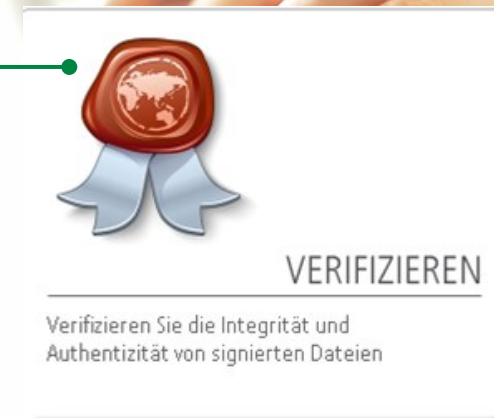 VERIFIZIEREN
Verifizieren Sie die Integrität und
Authentizität von signierten Dateien